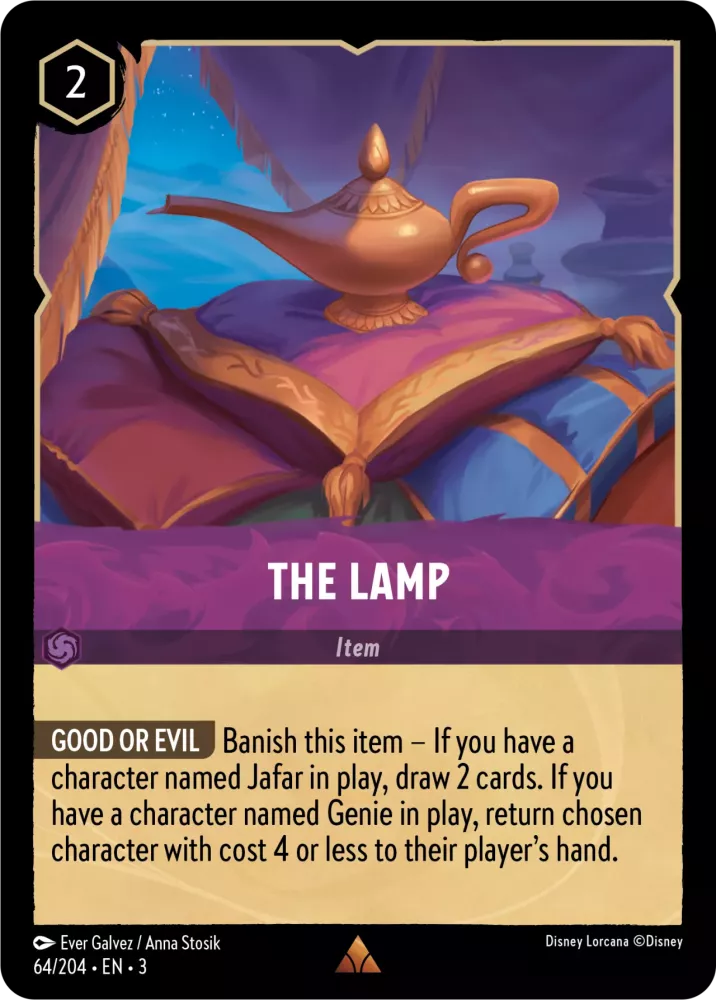 2
THE LAMP
Item
GOOD OR EVIL Banish this item – If you have a
character named Jafar in play, draw 2 cards. If you
have a character named Genie in play, return chosen
character with cost 4 or less to their player's hand.
Ever Galvez / Anna Stosik
Disney Lorcana ©Disney
64/204 • EN • 3